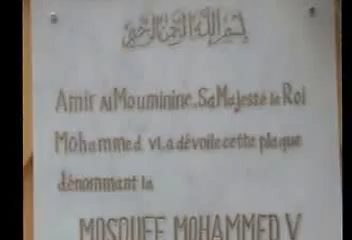 بسم الله الرحمن الرحيم
Amir Al Mouminine, Sa Majesté le Roi
Mohammed VI, a dévoilé cette plaque
dénommant la
MOSQUEE MOHAMMED V